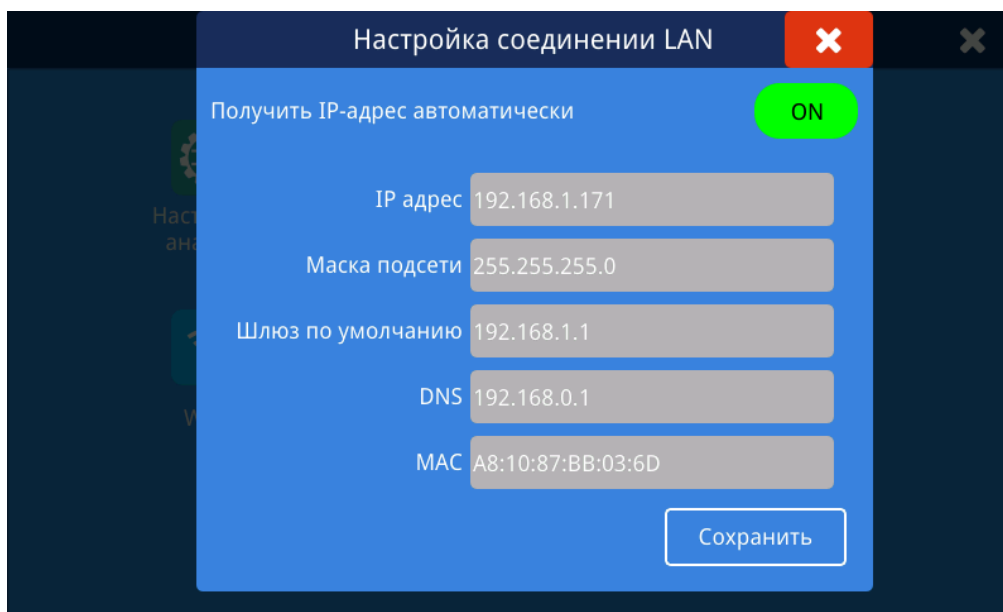 Настройка соединении LAN
Получить IP-адрес автоматически ON
IP адрес 192.168.1.171
Маска подсети 255.255.255.0
Шлюз по умолчанию 192.168.1.1
DNS 192.168.0.1
MAC A8:10:87:BB:03:6D
Сохранить